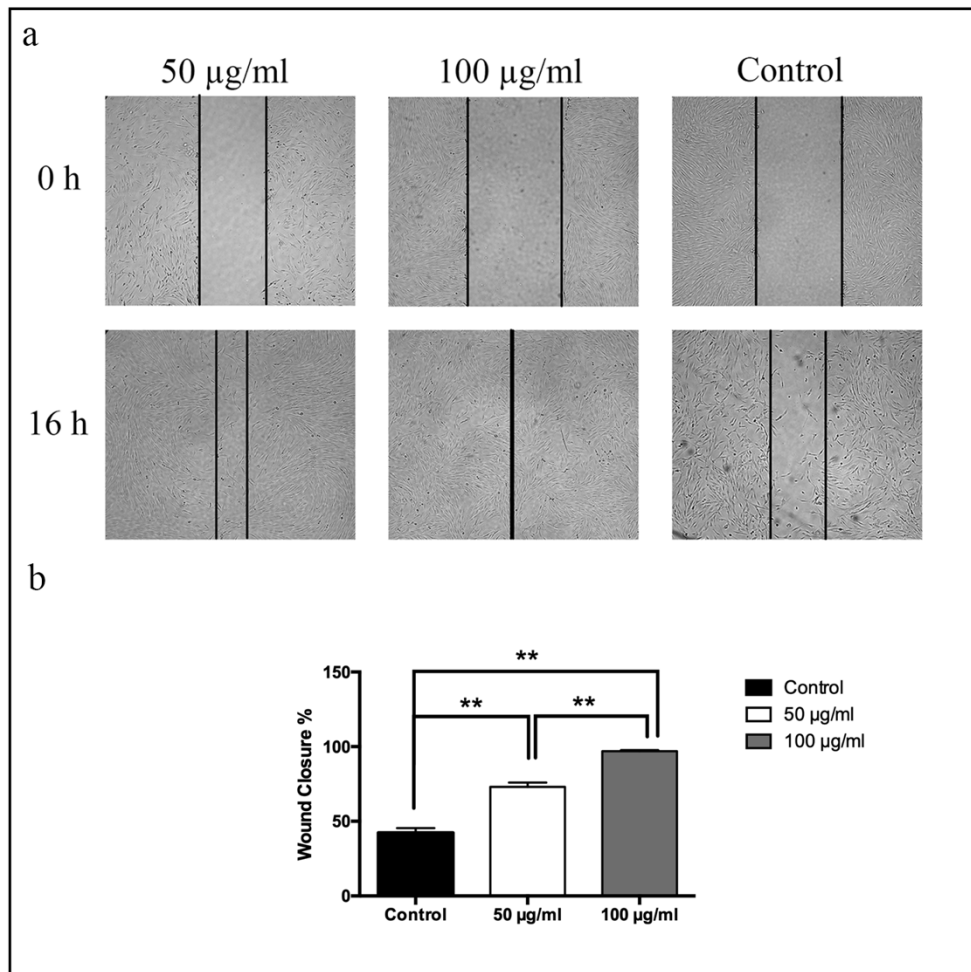 a
50 µg/ml 100 µg/ml Control
0 h
16 h
b
** 
** **
150
100
50
0
Wound Closure %
Control 50 µg/ml 100 µg/ml
Control
50 µg/ml
100 µg/ml